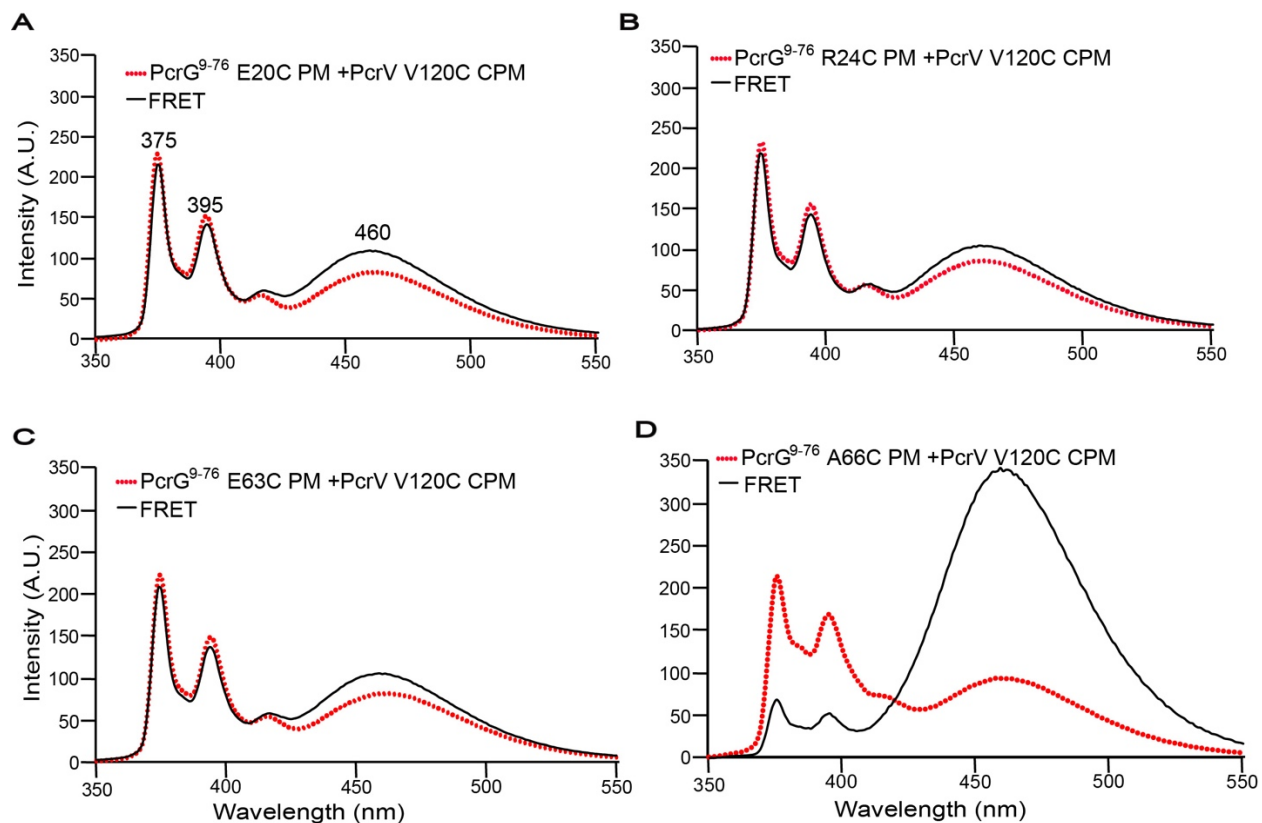 A
PcrG⁹⁻⁷⁶ E20C PM +PcrV V120C CPM
FRET
350
300
250
200
150
100
50
0
Intensity (A.U.)
375
395
460
350 400 450 500 550
B
PcrG⁹⁻⁷⁶ R24C PM +PcrV V120C CPM
FRET
350
300
250
200
150
100
50
0
350 400 450 500 550
C
PcrG⁹⁻⁷⁶ E63C PM +PcrV V120C CPM
FRET
350
300
250
200
150
100
50
0
Intensity (A.U.)
350 400 450 500 550
Wavelength (nm)
D
PcrG⁹⁻⁷⁶ A66C PM +PcrV V120C CPM
FRET
350
300
250
200
150
100
50
0
350 400 450 500 550
Wavelength (nm)